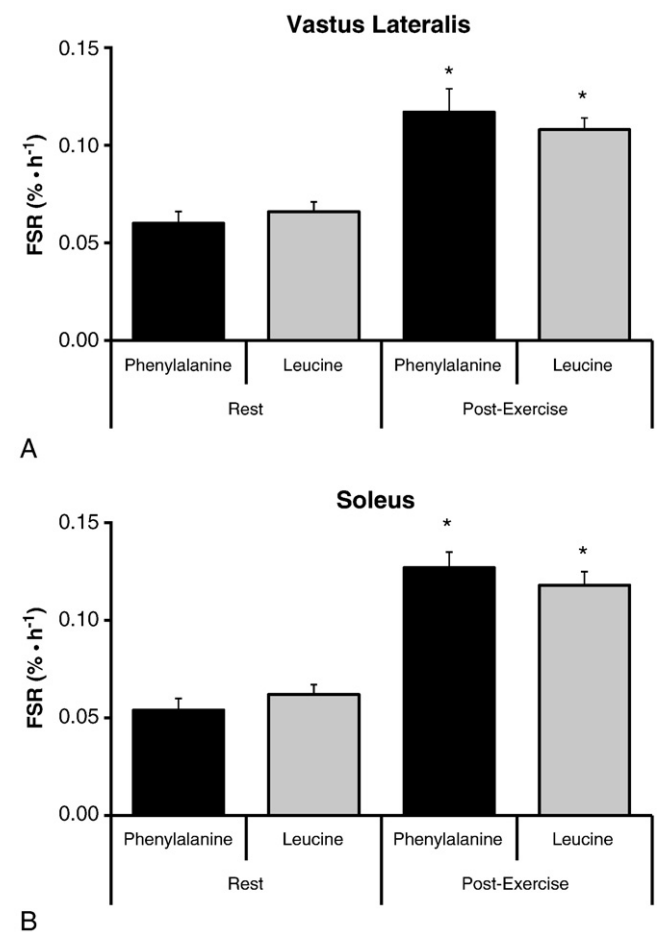 Vastus Lateralis
0.15
*
*
0.10
FSR (% • h-1)
0.05
0.00
Phenylalanine Leucine Phenylalanine Leucine
Rest Post-Exercise
A
Soleus
0.15
*
*
0.10
FSR (% • h-1)
0.05
0.00
Phenylalanine Leucine Phenylalanine Leucine
Rest Post-Exercise
B